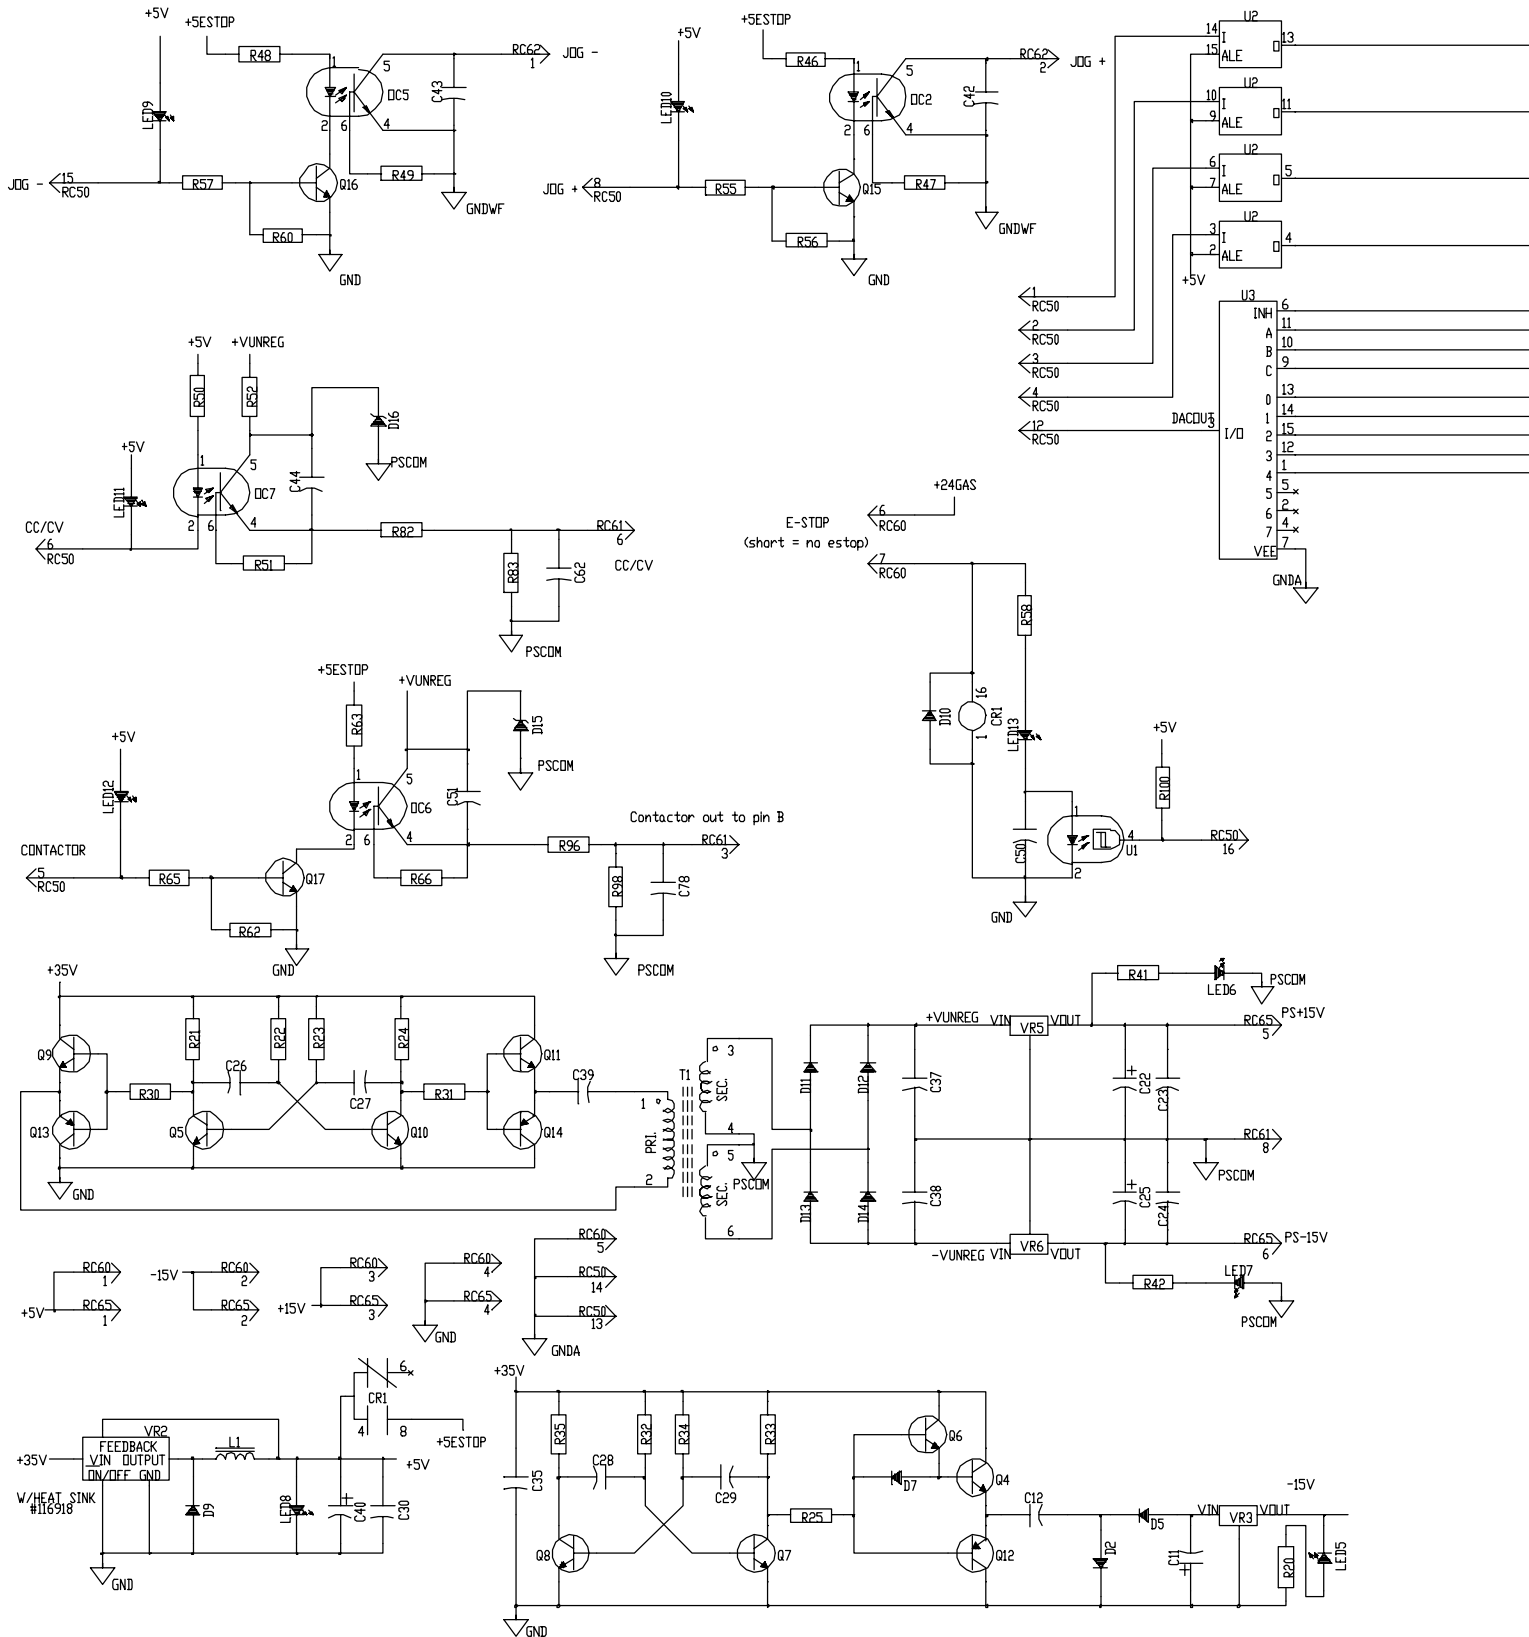 +5V
+5ESTOP
R48
1
5
RC62
1
JOG -
LED9
OC5
C43
2
6
4
JOG -
15
RC50
R57
Q16
R49
GNDWF
R60
GND
+5V
+5ESTOP
R46
1
5
RC62
2
JOG +
LED10
OC2
C42
2
6
4
JOG +
8
RC50
R55
Q15
R47
GNDWF
R56
GND
U2
14
I
13
15
ALE
O
U2
10
I
11
9
ALE
O
U2
6
I
5
7
ALE
O
U2
3
I
4
2
ALE
O
+5V
1
RC50
2
RC50
3
RC50
4
RC50
DACOUT
12
RC50
3
I/O
U3
INH
6
A
11
B
10
C
9
0
13
1
14
2
15
3
12
4
1
5
5
6
2
7
4
VEE
7
GNDA
+5V
+VUNREG
R50
R52
D16
PSCOM
+5V
1
5
LED11
OC7
C44
CC/CV
6
RC50
2
6
4
R51
R82
RC61
6
CC/CV
R83
C62
PSCOM
+24GAS
E-STOP
(short = no estop)
6
RC60
7
RC60
R58
D10
16
CR1
1
LED13
+5V
R100
C50
1
4
U1
2
RC50
16
GND
+5ESTOP
+VUNREG
R63
D15
PSCOM
+5V
LED12
1
5
OC6
C51
2
6
4
Contactor out to pin B
R96
RC61
3
CONTACTOR
5
RC50
R65
Q17
R66
R98
C78
R62
GND
PSCOM
+35V
Q9
R21
R22
R23
R24
Q11
C26
C27
R30
R31
C39
Q13
Q5
Q10
Q14
GND
T1
1
PRI.
2
3
SEC.
4
5
SEC.
6
PSCOM
D11
D12
D13
D14
+VUNREG
VIN
VR5
VOUT
R41
LED6
PSCOM
RC65
5
PS+15V
C37
C22
C23
RC61
8
PSCOM
C38
C25
C24
-VUNREG
VIN
VR6
VOUT
RC65
6
PS-15V
R42
LED7
PSCOM
+5V
RC60
1
RC65
1
-15V
RC60
2
RC65
2
+15V
RC60
3
RC65
3
RC60
4
RC65
4
GND
RC60
5
RC50
14
RC50
13
GNDA
6
CR1
4
8
+5ESTOP
+35V
VR2
FEEDBACK
VIN OUTPUT
ON/OFF GND
L1
+5V
W/HEAT SINK
#116918
D9
LED8
C40
C30
GND
+35V
R35
R32
R34
R33
C35
C28
C29
Q6
D7
Q4
R25
C12
Q8
Q7
Q12
D5
D2
C11
VIN
VR3
VOUT
-15V
R20
LED5
GND